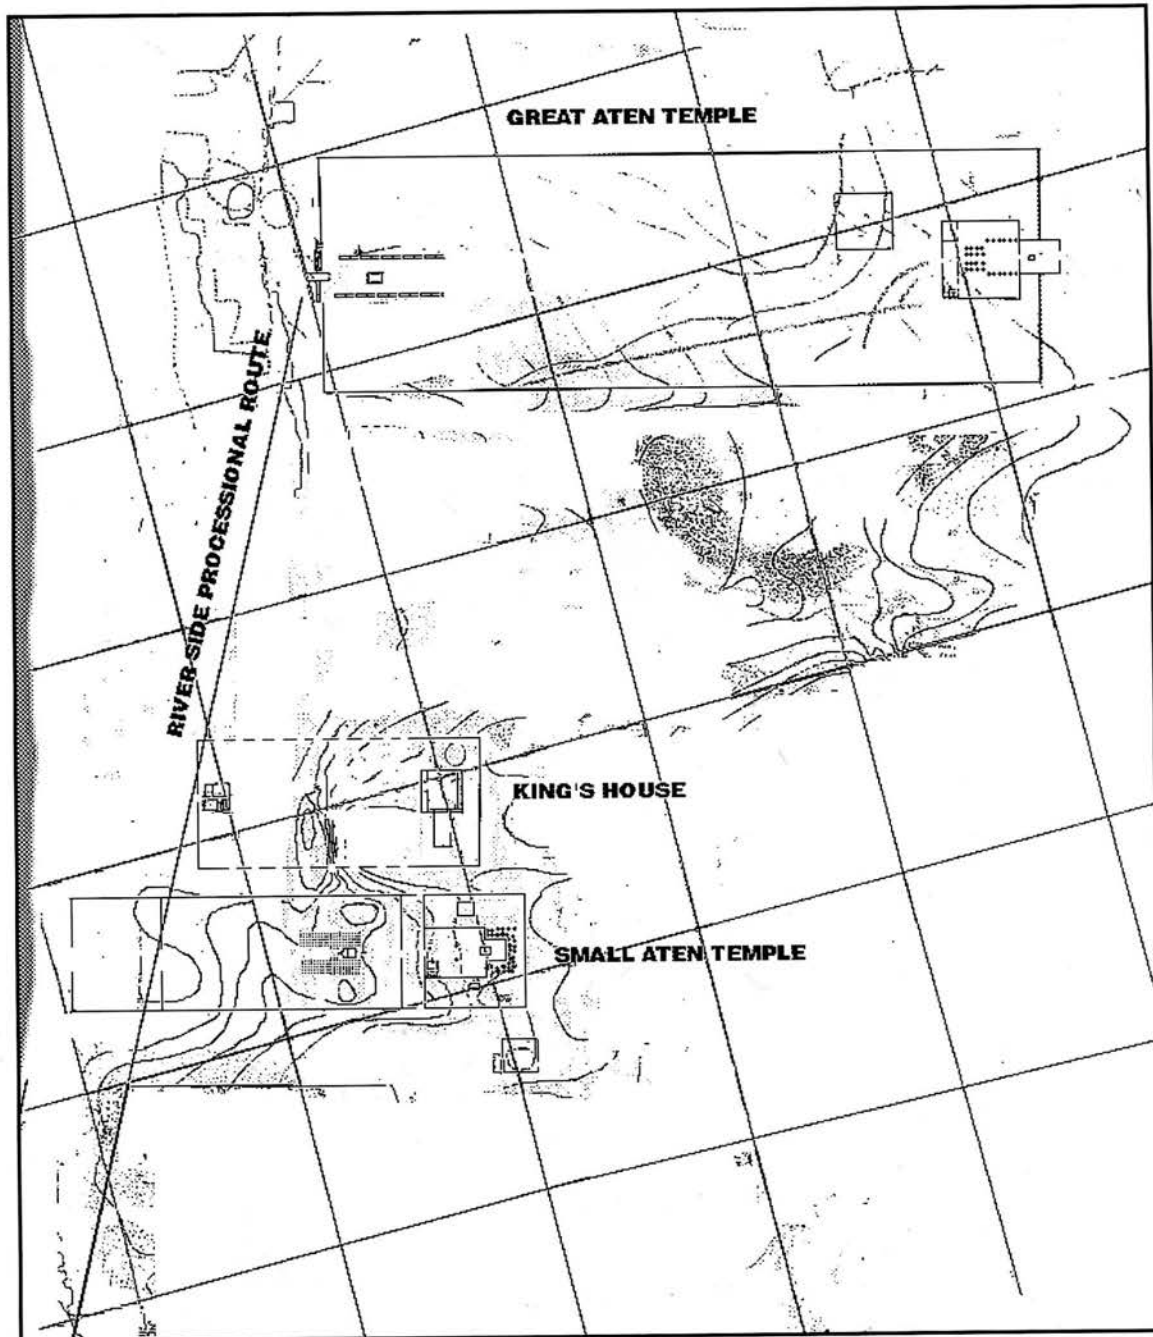 GREAT ATEN TEMPLE
RIVER-SIDE PROCESSIONAL ROUTE
KING'S HOUSE
SMALL ATEN TEMPLE